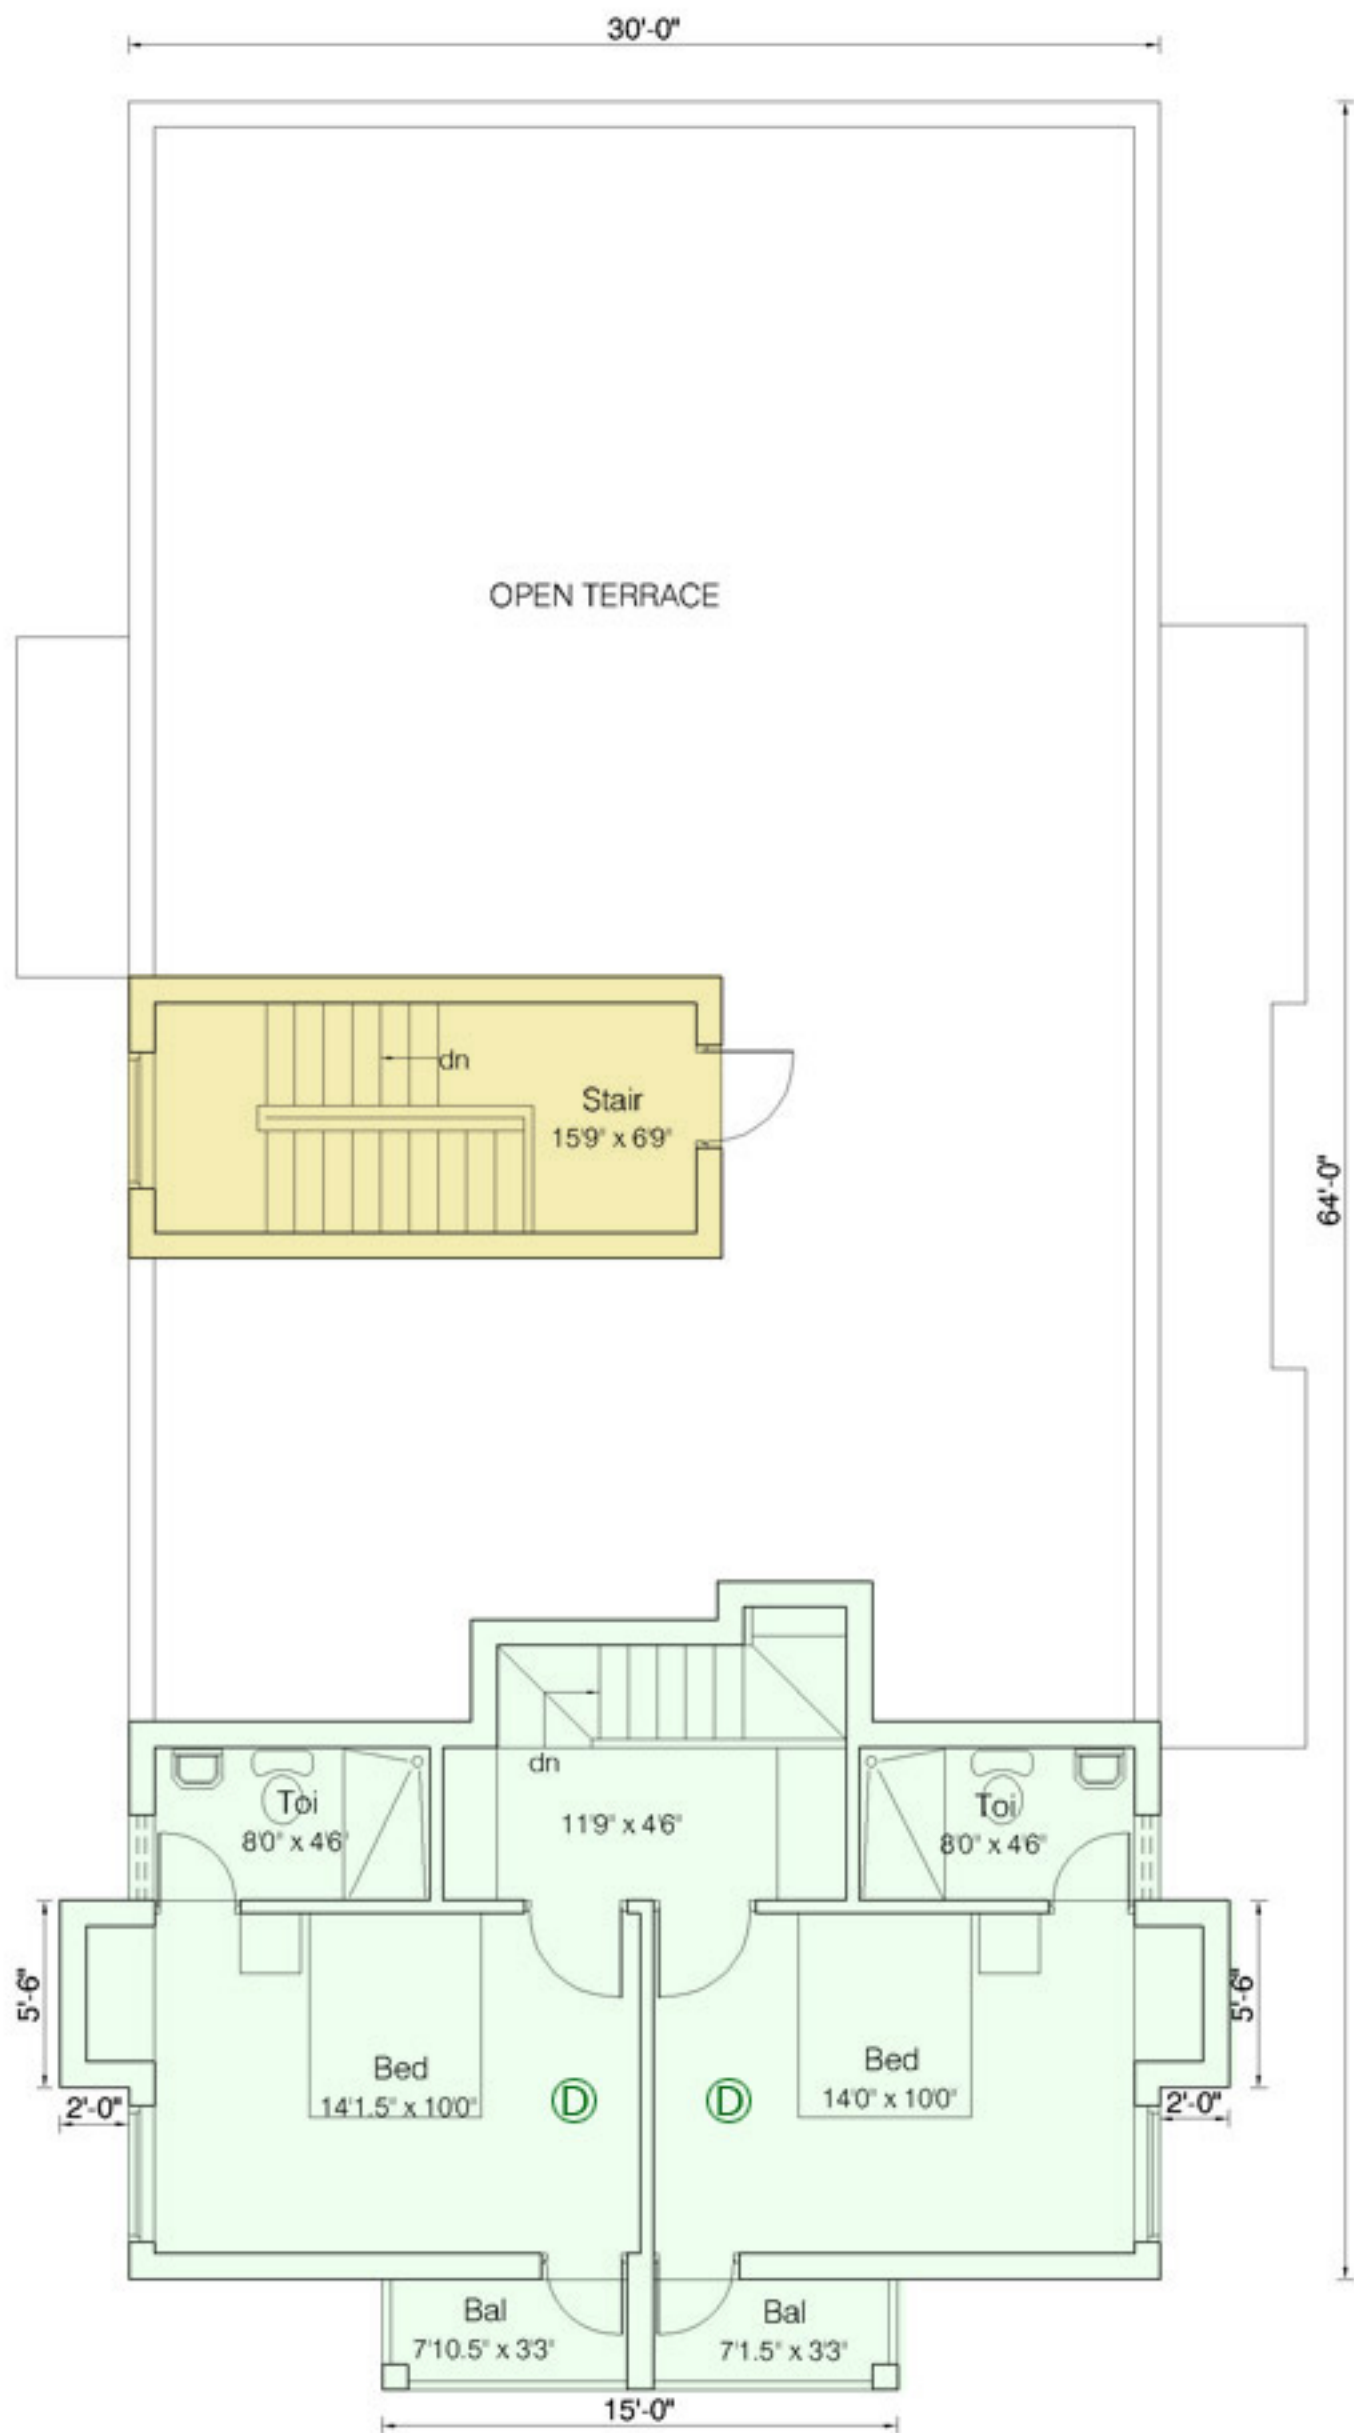 30'-0"
OPEN TERRACE
dn
Stair
15'9" x 6'9"
64'-0"
dn
Toi
8'0" x 4'6"
11'9" x 4'6"
Toi
8'0" x 4'6"
5'-6"
5'-6"
Bed
14'1.5" x 10'0"
D
D
Bed
14'0" x 10'0"
2'-0"
2'-0"
Bal
7'10.5" x 3'3"
Bal
7'1.5" x 3'3"
15'-0"